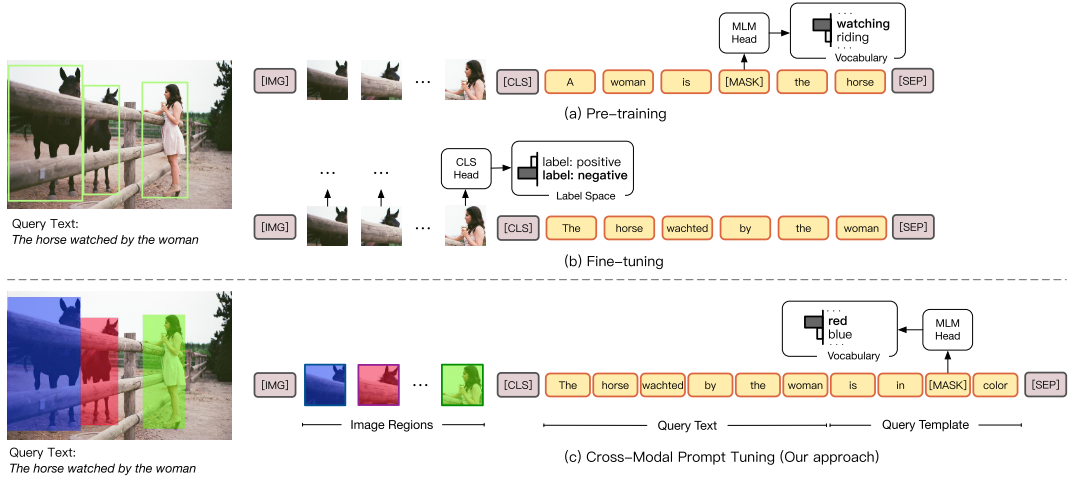 MLM
Head
. . .
watching
riding
. . .
Vocabulary
[IMG] ... [CLS] A woman is [MASK] the horse [SEP]
(a) Pre-training
CLS
Head
label: positive
label: negative
Label Space
... ...
[IMG] ... [CLS] The horse wachted by the woman [SEP]
(b) Fine-tuning
Query Text:
The horse watched by the woman
. . .
red
blue
. . .
Vocabulary
MLM
Head
[IMG] ... [CLS] The horse wachted by the woman is in [MASK] color [SEP]
Image Regions Query Text Query Template
(c) Cross-Modal Prompt Tuning (Our approach)
Query Text:
The horse watched by the woman